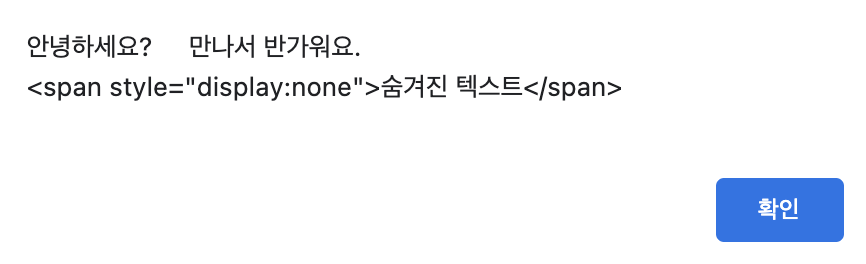 안녕하세요?     만나서 반가워요.
<span style="display:none">숨겨진 텍스트</span>
확인